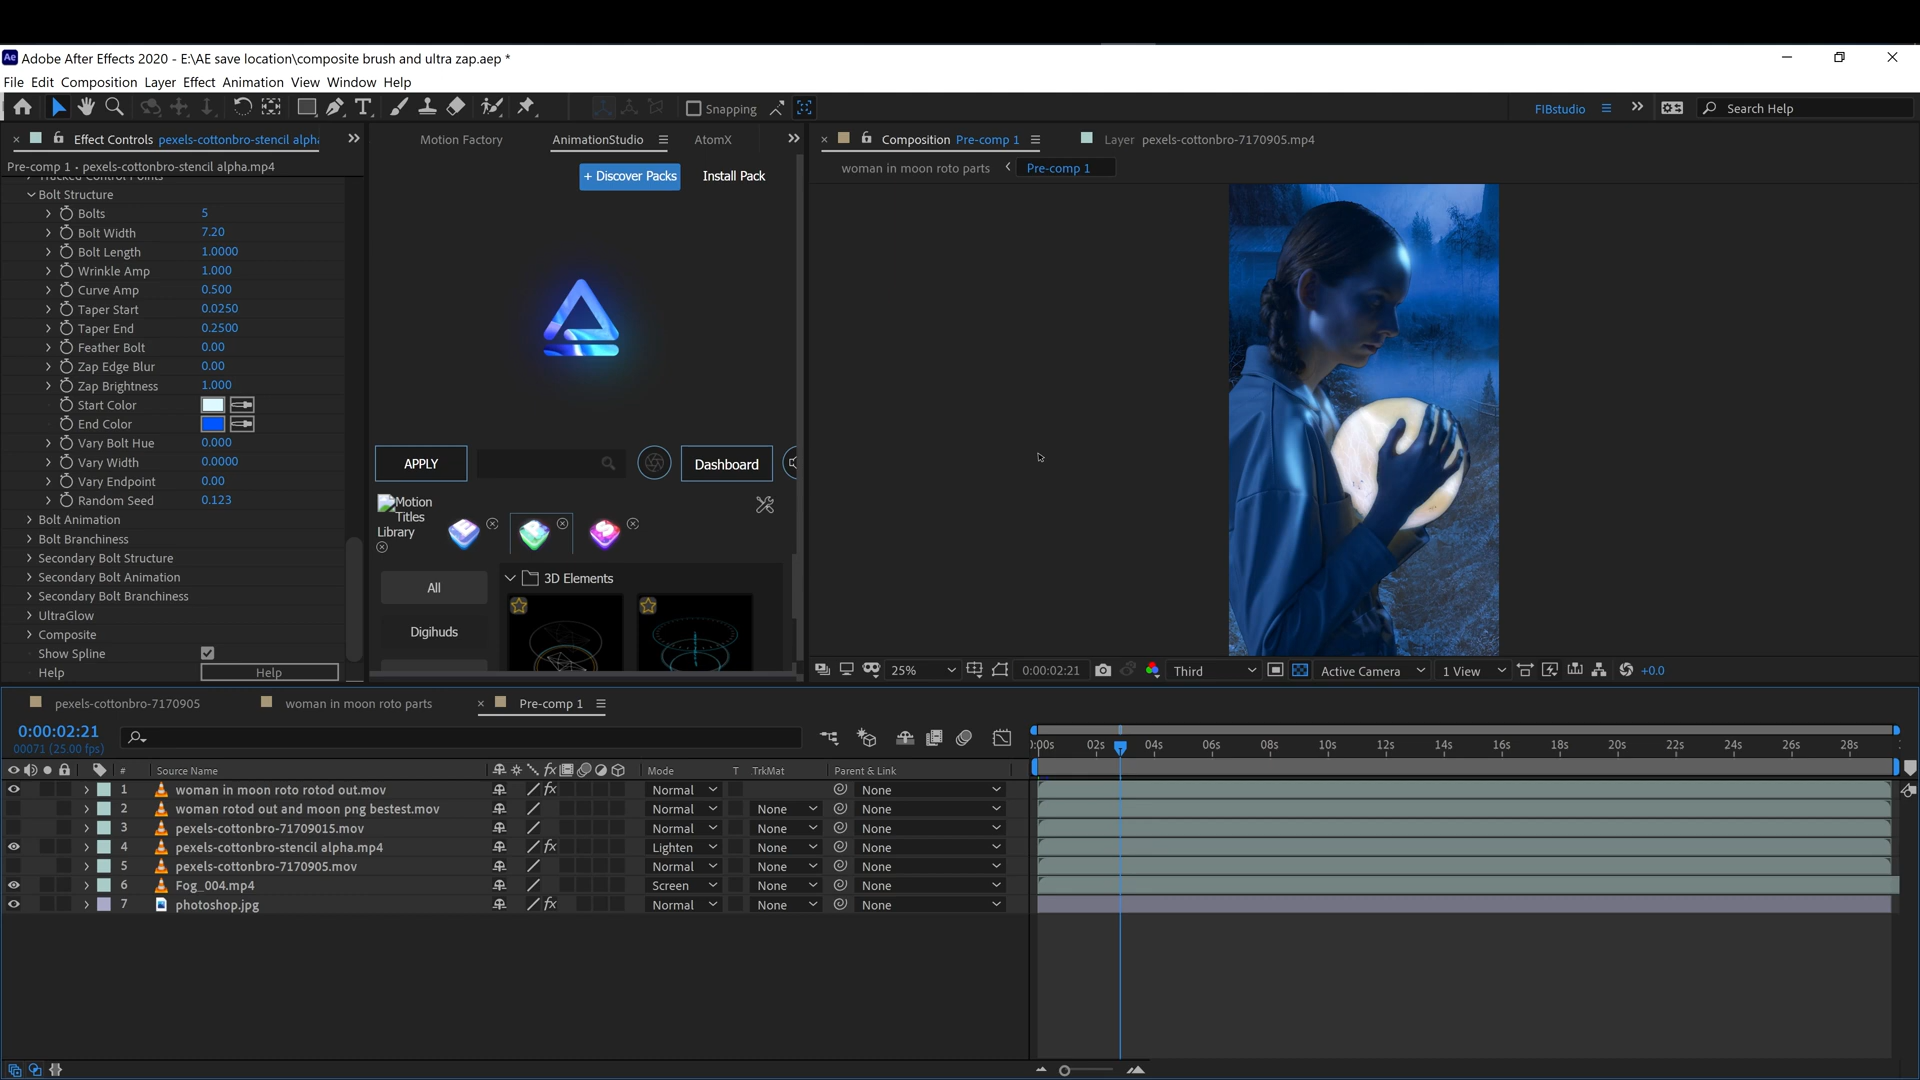 Adobe After Effects 2020 - E:\AE save location\composite brush and ultra zap.aep *
File Edit Composition Layer Effect Animation View Window Help
Snapping
FIBstudio
Search Help
Effect Controls pexels-cottonbro-stencil alph
Pre-comp 1 • pexels-cottonbro-stencil alpha.mp4
Tracked Control Points
Bolt Structure
Bolts 5
Bolt Width 7.20
Bolt Length 1.0000
Wrinkle Amp 1.000
Curve Amp 0.500
Taper Start 0.0250
Taper End 0.2500
Feather Bolt 0.00
Zap Edge Blur 0.00
Zap Brightness 1.000
Start Color
End Color
Vary Bolt Hue 0.000
Vary Width 0.0000
Vary Endpoint 0.00
Random Seed 0.123
Bolt Animation
Bolt Branchiness
Secondary Bolt Structure
Secondary Bolt Animation
Secondary Bolt Branchiness
UltraGlow
Composite
Show Spline
Help Help
Motion Factory AnimationStudio AtomX
+ Discover Packs Install Pack
APPLY Dashboard
Motion
Titles
Library
All
Digihuds
3D Elements
Composition Pre-comp 1 Layer pexels-cottonbro-7170905.mp4
woman in moon roto parts Pre-comp 1
25% 0:00:02:21 Third Active Camera 1 View +0.0
pexels-cottonbro-7170905 woman in moon roto parts Pre-comp 1
0:00:02:21
00071 (25.00 fps)
:00s 02s 04s 06s 08s 10s 12s 14s 16s 18s 20s 22s 24s 26s 28s
# Source Name Mode T TrkMat Parent & Link
1 woman in moon roto rotod out.mov Normal None
2 woman rotod out and moon png bestest.mov Normal None None
3 pexels-cottonbro-71709015.mov Normal None None
4 pexels-cottonbro-stencil alpha.mp4 Lighten None None
5 pexels-cottonbro-7170905.mov Normal None None
6 Fog_004.mp4 Screen None None
7 photoshop.jpg Normal None None